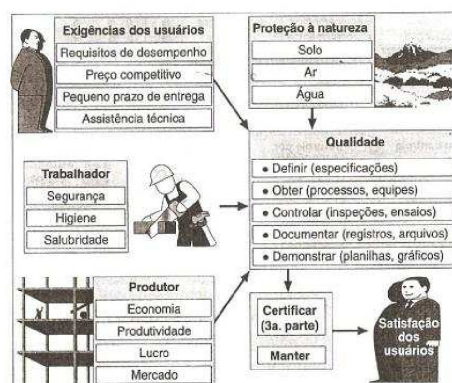 Exigências dos usuários
Requisitos de desempenho
Preço competitivo
Pequeno prazo de entrega
Assistência técnica
Proteção à natureza
Solo
Ar
Água
Trabalhador
Segurança
Higiene
Salubridade
Qualidade
• Definir (especificações)
• Obter (processos, equipes)
• Controlar (inspeções, ensaios)
• Documentar (registros, arquivos)
• Demonstrar (planilhas, gráficos)
Produtor
Economia
Produtividade
Lucro
Mercado
Certificar
(3a. parte)
Manter
Satisfação
dos
usuários